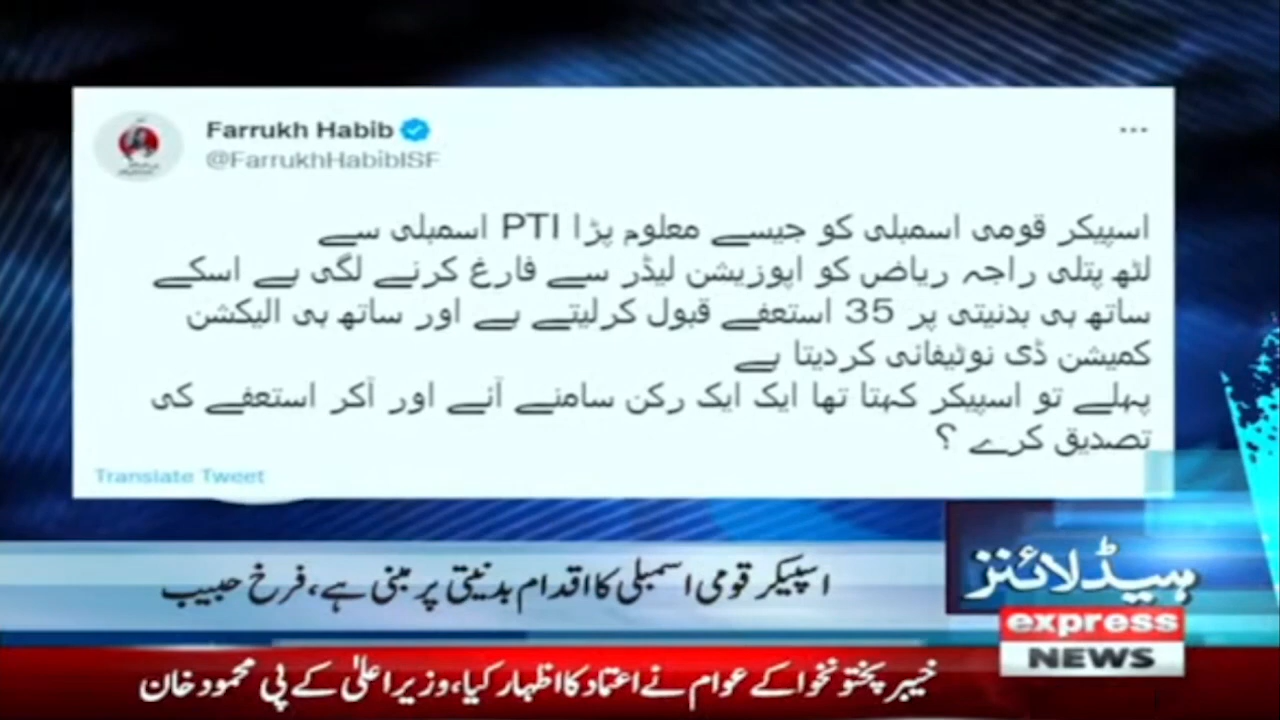 Farrukh Habib
@FarrukhHabibISF
اسپیکر قومی اسمبلی کو جیسے معلوم پڑا PTI اسمبلی سے
لٹھ پتلی راجہ ریاض کو اپوزیشن لیڈر سے فارغ کرنے لگی ہے اسکے
ساتھ ہی بدنیتی پر 35 استعفے قبول کرلیتے ہے اور ساتھ ہی الیکشن
کمیشن ڈی نوٹیفائی کردیتا ہے
پہلے تو اسپیکر کہتا تھا ایک ایک رکن سامنے آئے اور آکر استعفے کی
تصدیق کرے ؟
Translate Tweet
ہیڈلائنز
اسپیکر قومی اسمبلی کا اقدام بدنیتی پر مبنی ہے، فرخ حبیب
express
NEWS
خیبر پختونخوا کے عوام نے اعتماد کا اظہار کیا، وزیراعلیٰ کے پی محمود خان